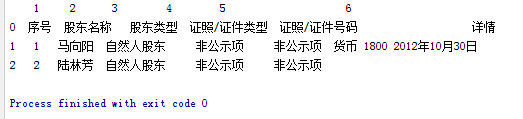 1 2 3 4 5 6
0 序号 股东名称 股东类型 证照/证件类型 证照/证件号码 详情
1 1 马向阳 自然人股东 非公示项 非公示项 货币 1800 2012年10月30日
2 2 陆林芳 自然人股东 非公示项 非公示项
Process finished with exit code 0